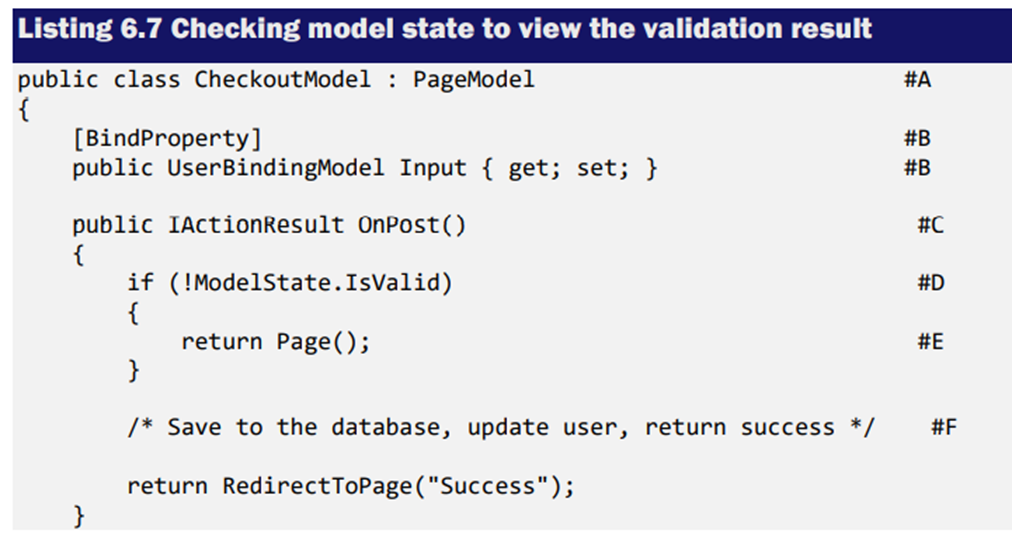 Listing 6.7 Checking model state to view the validation result
public class CheckoutModel : PageModel #A
{
    [BindProperty] #B
    public UserBindingModel Input { get; set; } #B
    public IActionResult OnPost() #C
    {
        if (!ModelState.IsValid) #D
        {
            return Page(); #E
        }
        /* Save to the database, update user, return success */ #F
        return RedirectToPage("Success");
    }